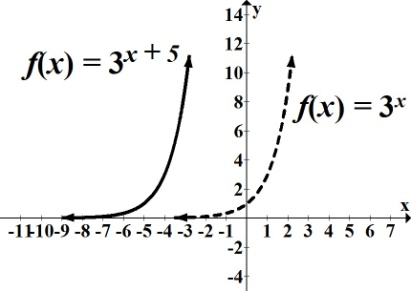 14 y
12
f(x) = 3^{x + 5}
10
8
f(x) = 3^x
6
4
2
x
-11-10-9 -8 -7 -6 -5 -4 -3 -2 -1 1 2 3 4 5 6 7
-2
-4